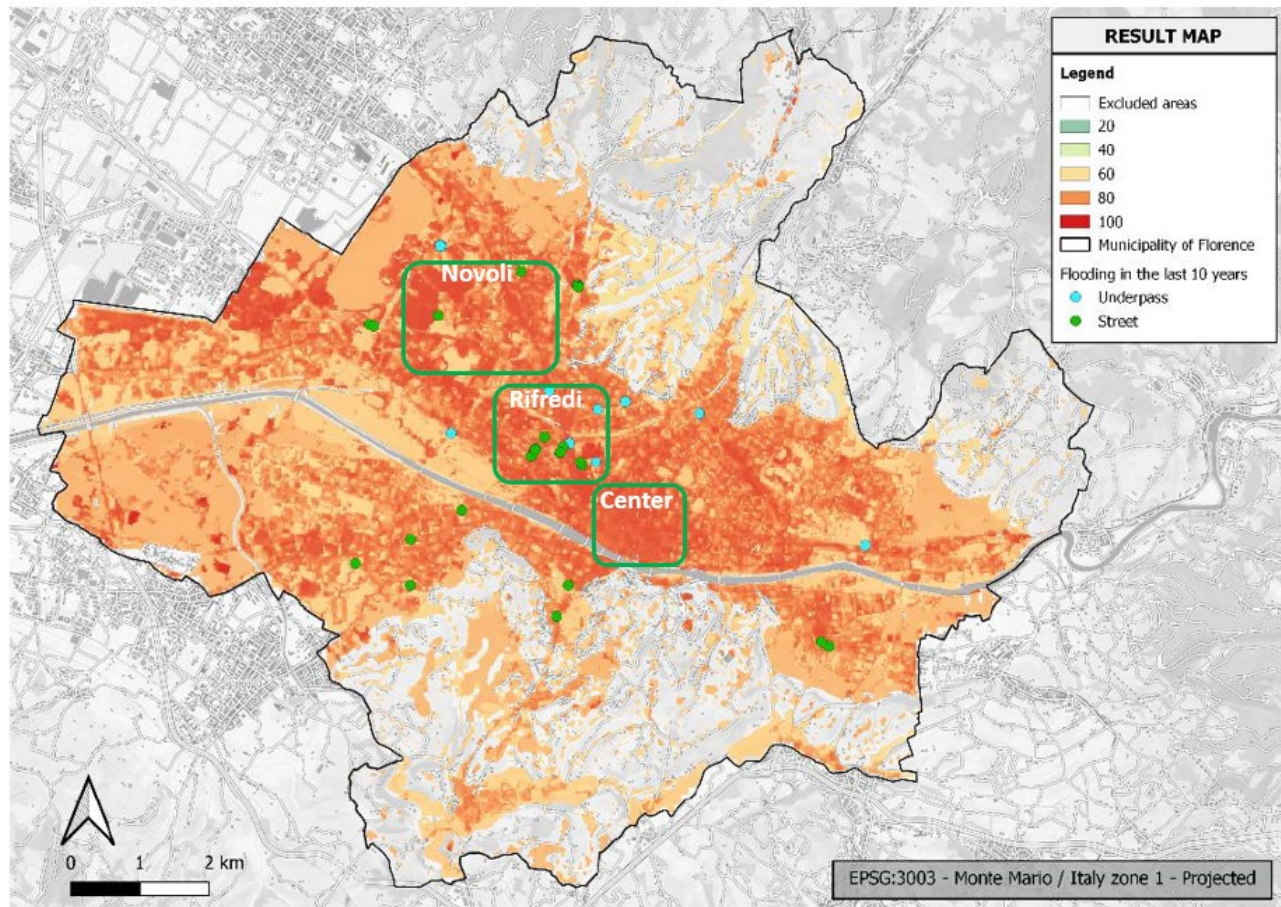 RESULT MAP
Legend
Excluded areas
20
40
60
80
100
Municipality of Florence
Flooding in the last 10 years
Underpass
Street
Novoli
Rifredi
Center
0 1 2 km
EPSG:3003 - Monte Mario / Italy zone 1 - Projected